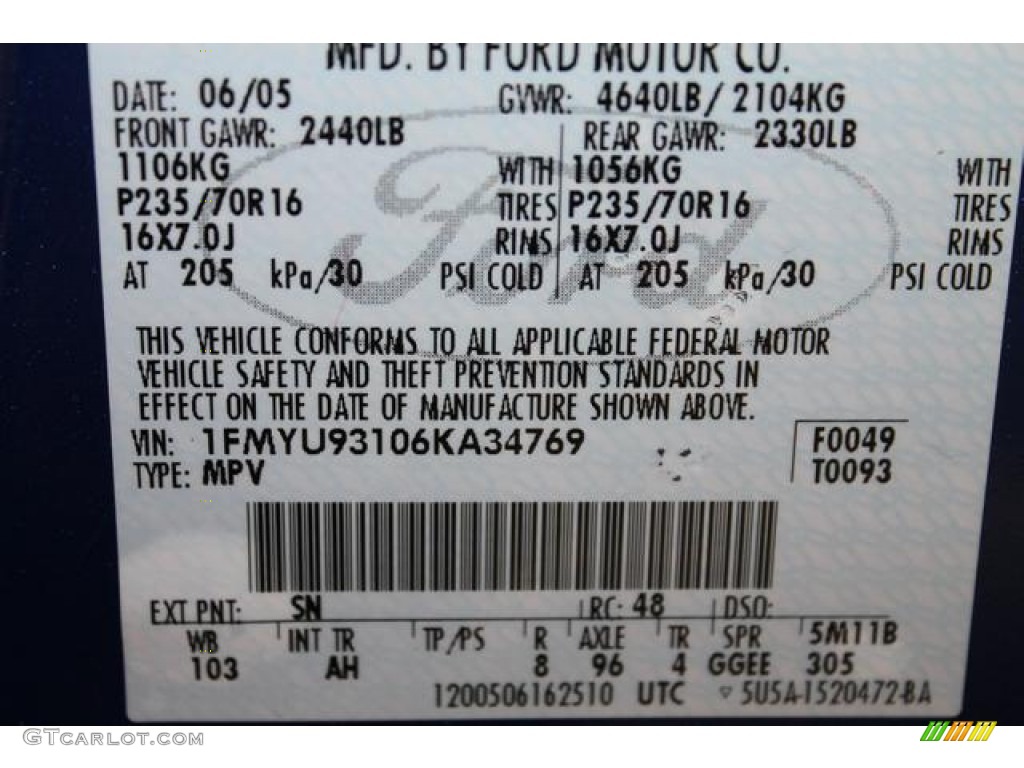 MFD. BY FORD MOTOR CO.
DATE: 06/05 GVWR: 4640LB/2104KG
FRONT GAWR: 2440LB REAR GAWR: 2330LB
1106KG WITH 1056KG WITH
P235/70R16 TIRES P235/70R16 TIRES
16X7.0J RIMS 16X7.0J RIMS
AT 205 kPa/30 PSI COLD AT 205 kPa/30 PSI COLD
Ford
THIS VEHICLE CONFORMS TO ALL APPLICABLE FEDERAL MOTOR
VEHICLE SAFETY AND THEFT PREVENTION STANDARDS IN
EFFECT ON THE DATE OF MANUFACTURE SHOWN ABOVE.
VIN: 1FMYU93106KA34769 F0049
TYPE: MPV T0093
EXT PNT: SN RC: 48 DSO:
WB INT TR TP/PS R AXLE TR SPR 5M11B
103 AH 8 96 4 GGEE 305
1200506162510 UTC ▽ 5U5A-1520472-BA
GTCARLOT.COM